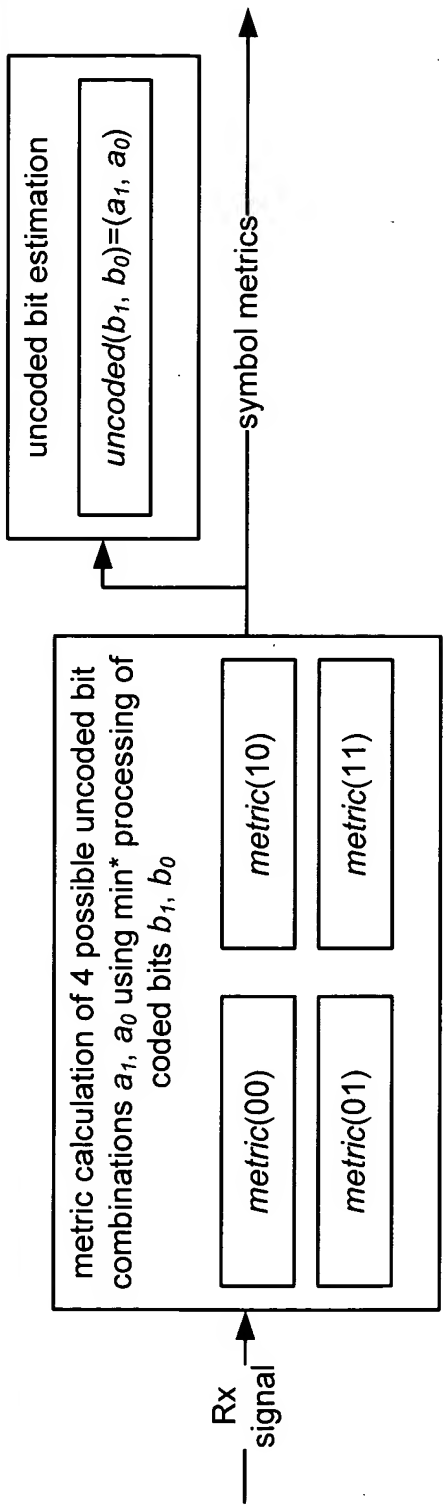 Rx
signal
metric calculation of 4 possible uncoded bit
combinations a₁, a₀ using min* processing of
coded bits b₁, b₀
metric(00)
metric(10)
metric(01)
metric(11)
uncoded bit estimation
uncoded(b₁, b₀)=(a₁, a₀)
symbol metrics